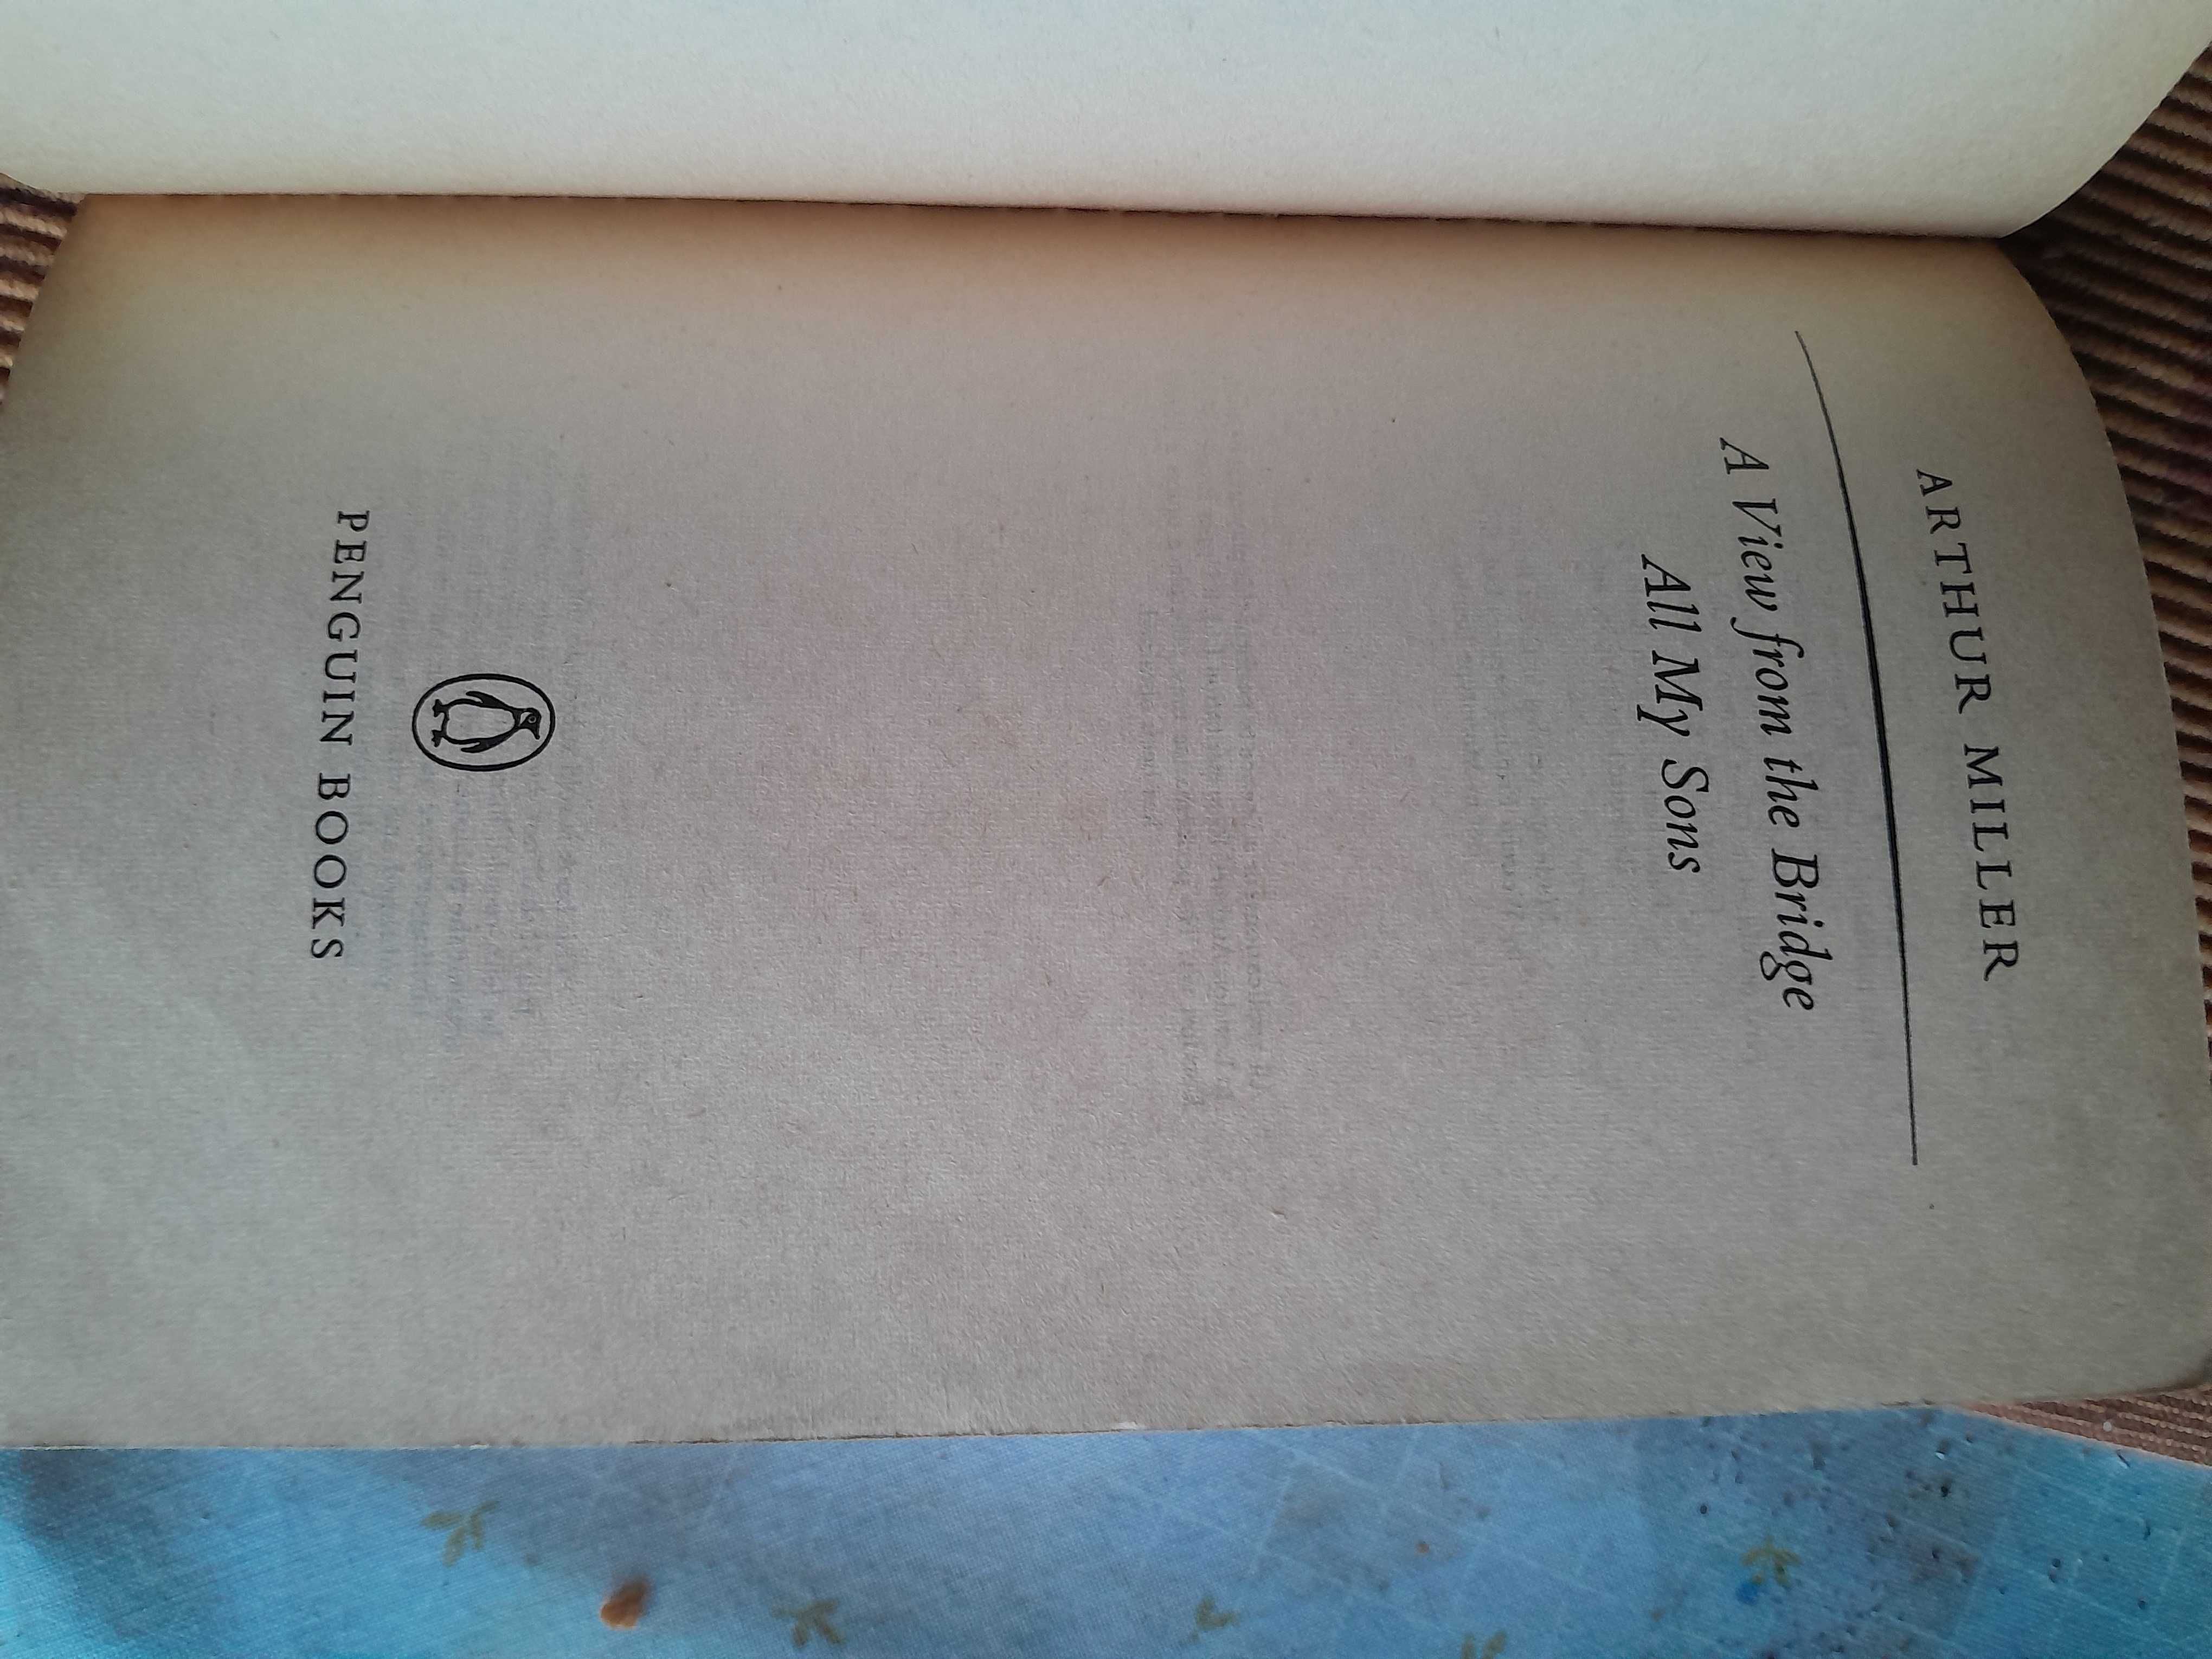 ARTHUR MILLER
A View from the Bridge
All My Sons
PENGUIN BOOKS